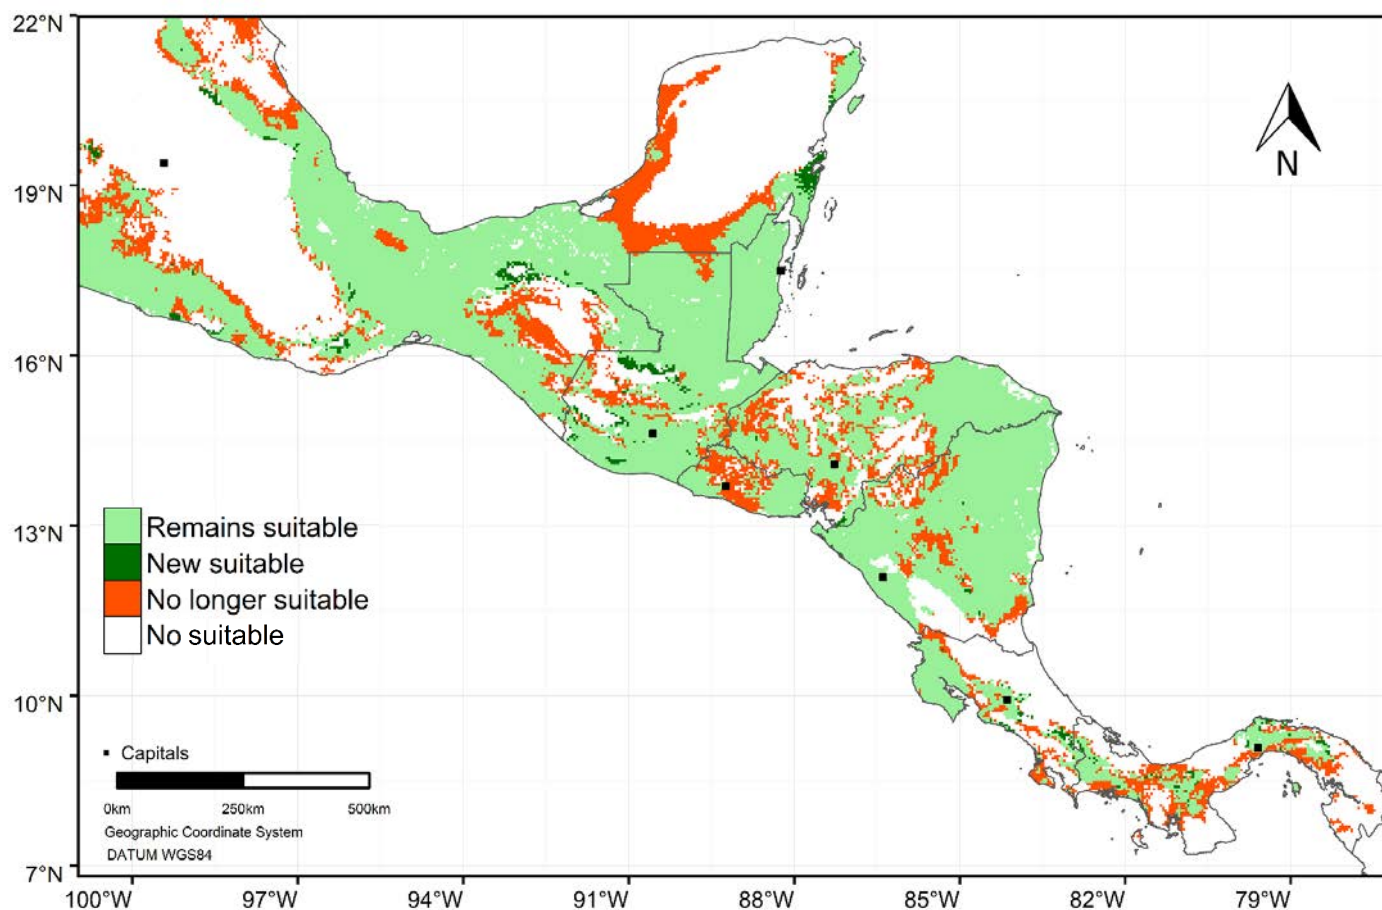 22°N
19°N
16°N
13°N
10°N
7°N
N
Remains suitable
New suitable
No longer suitable
No suitable
Capitals
0km 250km 500km
Geographic Coordinate System
DATUM WGS84
100°W 97°W 94°W 91°W 88°W 85°W 82°W 79°W